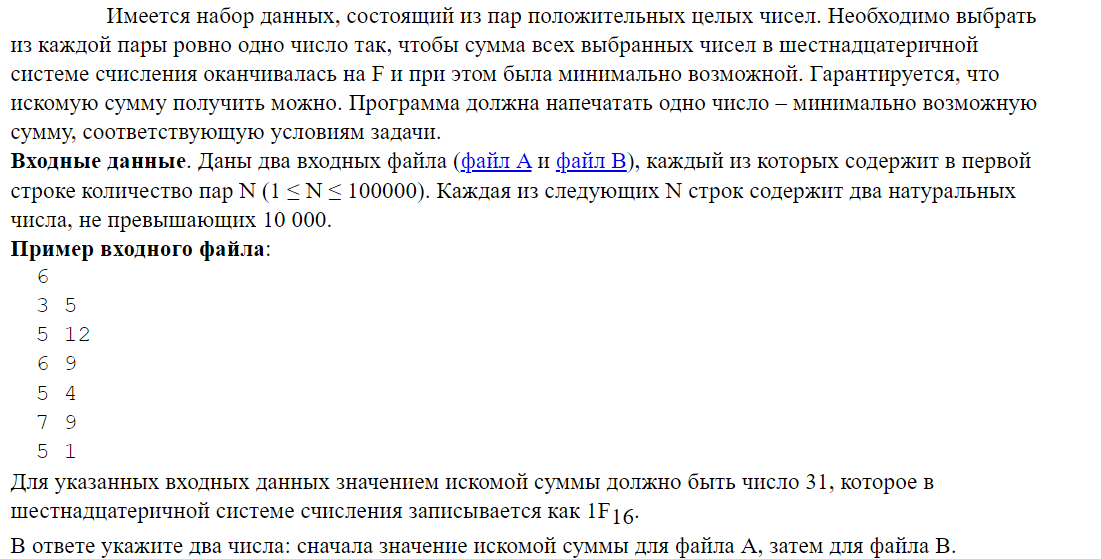 Имеется набор данных, состоящий из пар положительных целых чисел. Необходимо выбрать
из каждой пары ровно одно число так, чтобы сумма всех выбранных чисел в шестнадцатеричной
системе счисления оканчивалась на F и при этом была минимально возможной. Гарантируется, что
искомую сумму получить можно. Программа должна напечатать одно число – минимально возможную
сумму, соответствующую условиям задачи.
Входные данные. Даны два входных файла (файл A и файл B), каждый из которых содержит в первой
строке количество пар N (1 ≤ N ≤ 100000). Каждая из следующих N строк содержит два натуральных
числа, не превышающих 10 000.
Пример входного файла:
6
3 5
5 12
6 9
5 4
7 9
5 1
Для указанных входных данных значением искомой суммы должно быть число 31, которое в
шестнадцатеричной системе счисления записывается как 1F16.
В ответе укажите два числа: сначала значение искомой суммы для файла A, затем для файла B.